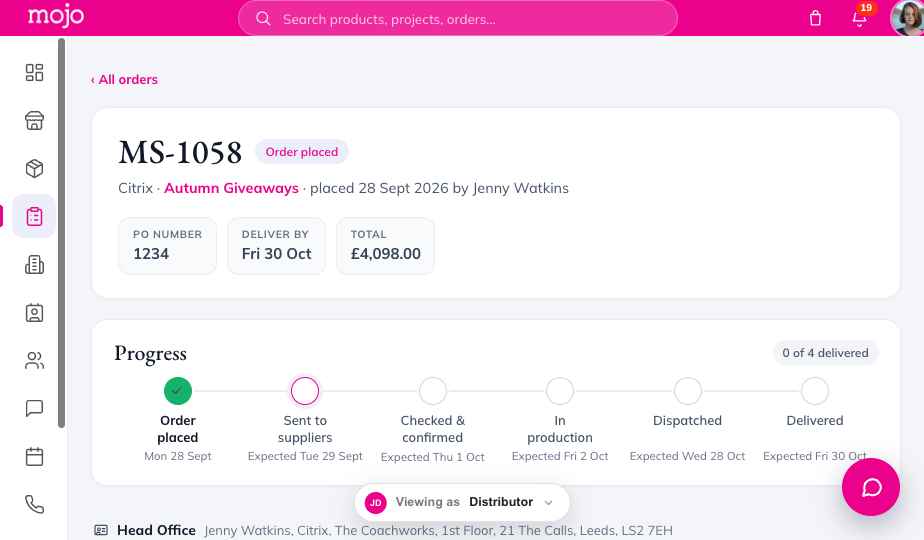 mojo
Search products, projects, orders...
19
‹ All orders
MS-1058
Order placed
Citrix · Autumn Giveaways · placed 28 Sept 2026 by Jenny Watkins
PO NUMBER
1234
DELIVER BY
Fri 30 Oct
TOTAL
£4,098.00
Progress
0 of 4 delivered
Order
placed
Mon 28 Sept
Sent to
suppliers
Expected Tue 29 Sept
Checked &
confirmed
Expected Thu 1 Oct
In
production
Expected Fri 2 Oct
Dispatched
Expected Wed 28 Oct
Delivered
Expected Fri 30 Oct
JD Viewing as Distributor
Head Office Jenny Watkins, Citrix, The Coachworks, 1st Floor, 21 The Calls, Leeds, LS2 7EH